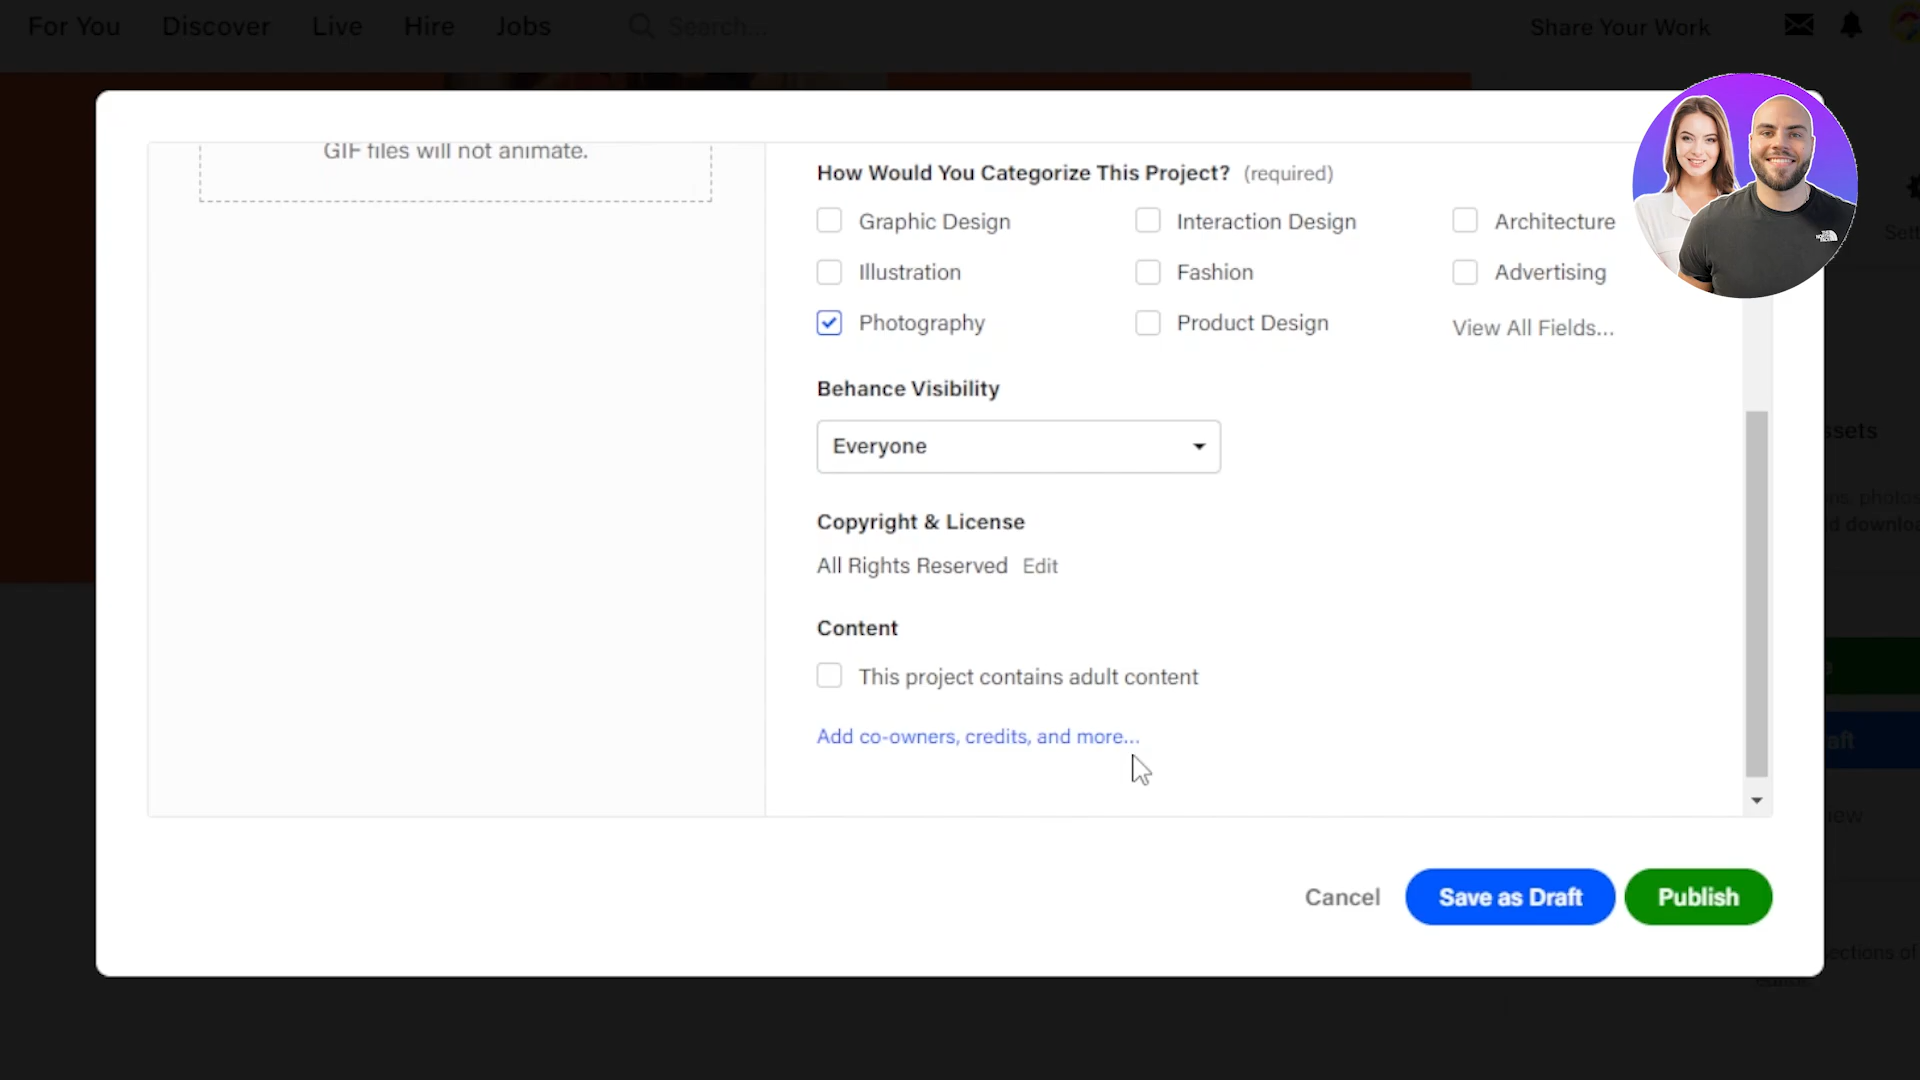 For You Discover Live Hire Jobs Search... Share Your Work
GIF files will not animate.
How Would You Categorize This Project? (required)
Graphic Design Interaction Design Architecture
Illustration Fashion Advertising
Photography Product Design View All Fields...
Behance Visibility
Everyone
Copyright & License
All Rights Reserved Edit
Content
This project contains adult content
Add co-owners, credits, and more...
Cancel Save as Draft Publish
THE NORTH FACE